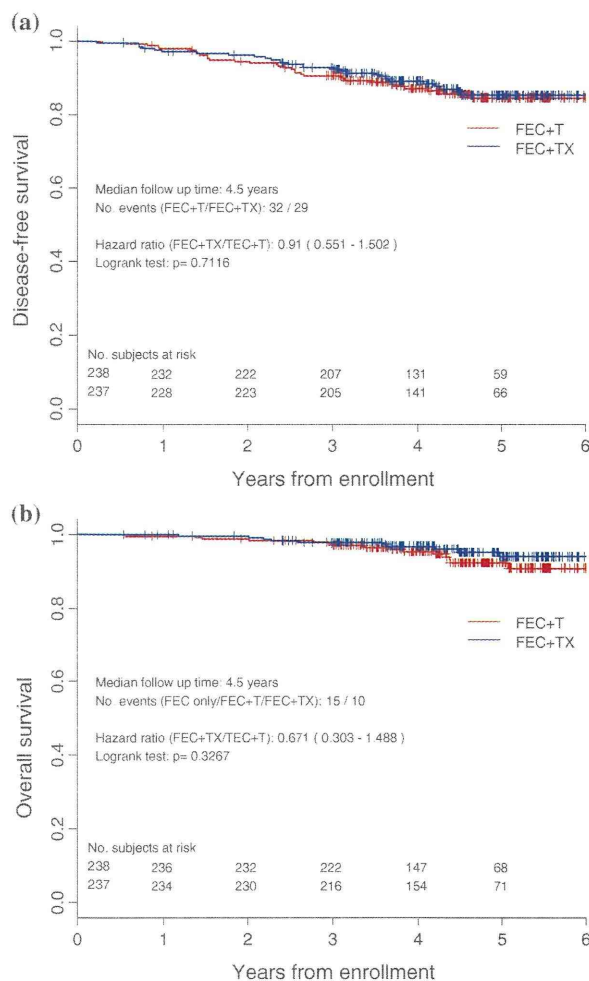 (a)
1.0
0.8
0.6
0.4
0.2
0.0
Disease-free survival
FEC+T
FEC+TX
Median follow up time: 4.5 years
No. events (FEC+T/FEC+TX): 32 / 29
Hazard ratio (FEC+TX/TEC+T): 0.91 ( 0.551 - 1.502 )
Logrank test: p= 0.7116
No. subjects at risk
238 232 222 207 131 59
237 228 223 205 141 66
0 1 2 3 4 5 6
Years from enrollment
(b)
1.0
0.8
0.6
0.4
0.2
0.0
Overall survival
FEC+T
FEC+TX
Median follow up time: 4.5 years
No. events (FEC only/FEC+T/FEC+TX): 15 / 10
Hazard ratio (FEC+TX/TEC+T): 0.671 ( 0.303 - 1.488 )
Logrank test: p= 0.3267
No. subjects at risk
238 236 232 222 147 68
237 234 230 216 154 71
0 1 2 3 4 5 6
Years from enrollment